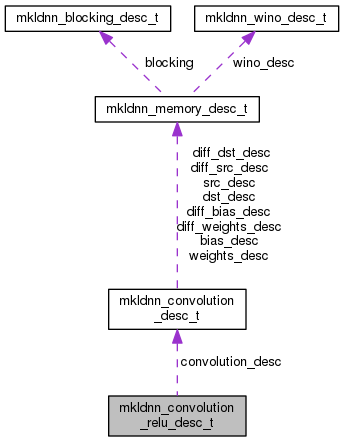 mkldnn_blocking_desc_t
mkldnn_wino_desc_t
blocking
wino_desc
mkldnn_memory_desc_t
diff_dst_desc
diff_src_desc
src_desc
dst_desc
diff_bias_desc
diff_weights_desc
bias_desc
weights_desc
mkldnn_convolution
_desc_t
convolution_desc
mkldnn_convolution
_relu_desc_t